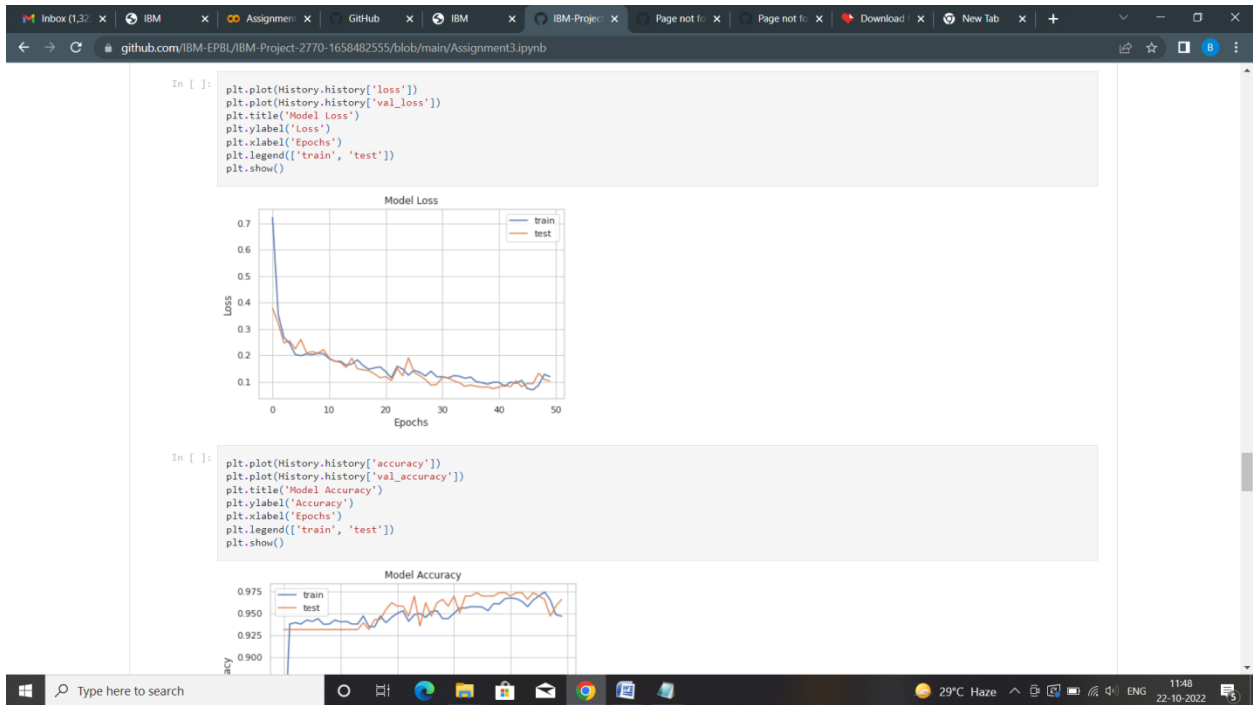 Inbox (1,32
IBM
Assignment
GitHub
IBM
IBM-Project
Page not fo
Page not fo
Download
New Tab
github.com/IBM-EPBL/IBM-Project-2770-1658482555/blob/main/Assignment3.ipynb
B
In [ ]:
plt.plot(History.history['loss'])
plt.plot(History.history['val_loss'])
plt.title('Model Loss')
plt.ylabel('Loss')
plt.xlabel('Epochs')
plt.legend(['train', 'test'])
plt.show()
Model Loss
train
test
0.7
0.6
0.5
0.4
0.3
0.2
0.1
Loss
0 10 20 30 40 50
Epochs
In [ ]:
plt.plot(History.history['accuracy'])
plt.plot(History.history['val_accuracy'])
plt.title('Model Accuracy')
plt.ylabel('Accuracy')
plt.xlabel('Epochs')
plt.legend(['train', 'test'])
plt.show()
Model Accuracy
train
test
0.975
0.950
0.925
0.900
acy
Type here to search
29°C Haze
ENG
11:48
22-10-2022
5